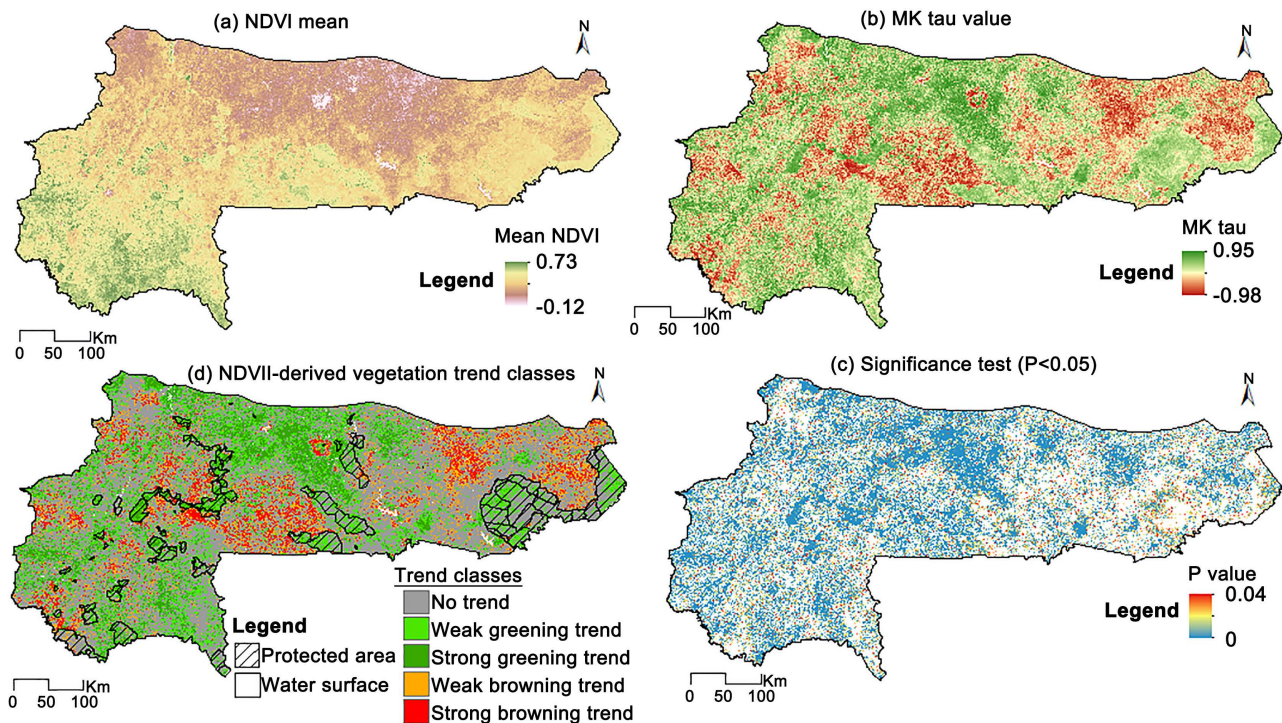 (a) NDVI mean
N
Mean NDVI
Legend
0.73
-0.12
Km
0 50 100
(b) MK tau value
N
MK tau
Legend
0.95
-0.98
Km
0 50 100
(d) NDVII-derived vegetation trend classes
N
Trend classes
No trend
Weak greening trend
Strong greening trend
Weak browning trend
Strong browning trend
Legend
Protected area
Water surface
Km
0 50 100
(c) Significance test (P<0.05)
N
P value
Legend
0.04
0
Km
0 50 100